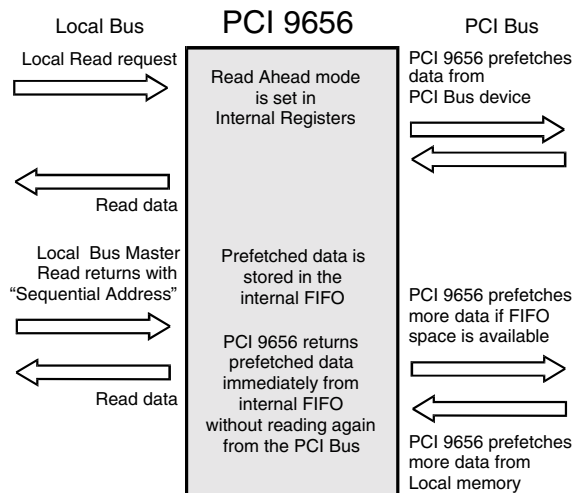 Local Bus
PCI 9656
PCI Bus
Local Read request
Read Ahead mode
is set in
Internal Registers
PCI 9656 prefetches
data from
PCI Bus device
Read data
Local Bus Master
Read returns with
“Sequential Address”
Prefetched data is
stored in the
internal FIFO
PCI 9656 prefetches
more data if FIFO
space is available
PCI 9656 returns
prefetched data
immediately from
internal FIFO
without reading again
from the PCI Bus
Read data
PCI 9656 prefetches
more data from
Local memory